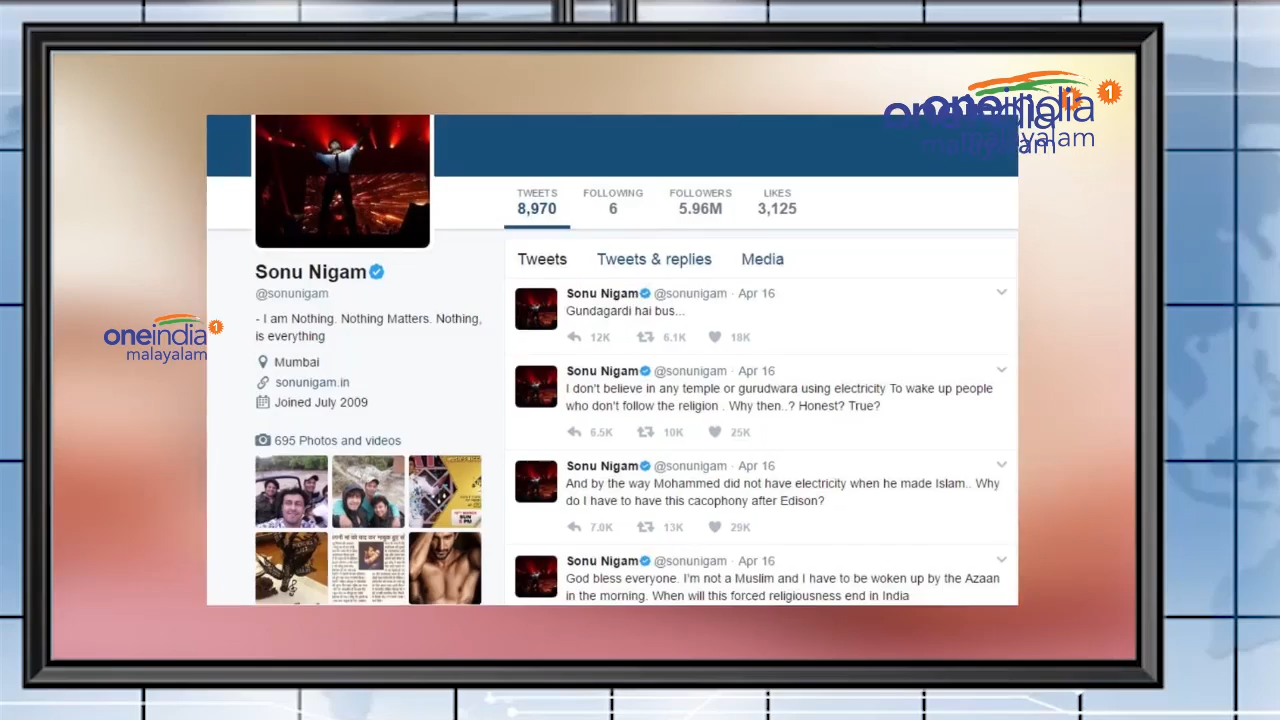 oneindia
malayalam
1
TWEETS FOLLOWING FOLLOWERS LIKES
8,970 6 5.96M 3,125
Sonu Nigam
@sonunigam
- I am Nothing. Nothing Matters. Nothing,
is everything
Mumbai
sonunigam.in
Joined July 2009
695 Photos and videos
Tweets Tweets & replies Media
Sonu Nigam @sonunigam · Apr 16
Gundagardi hai bus...
12K 6.1K 18K
Sonu Nigam @sonunigam · Apr 16
I don't believe in any temple or gurudwara using electricity To wake up people
who don't follow the religion . Why then..? Honest? True?
6.5K 10K 25K
Sonu Nigam @sonunigam · Apr 16
And by the way Mohammed did not have electricity when he made Islam.. Why
do I have to have this cacophony after Edison?
7.0K 13K 29K
Sonu Nigam @sonunigam · Apr 16
God bless everyone. I'm not a Muslim and I have to be woken up by the Azaan
in the morning. When will this forced religiousness end in India
oneindia
1
malayalam